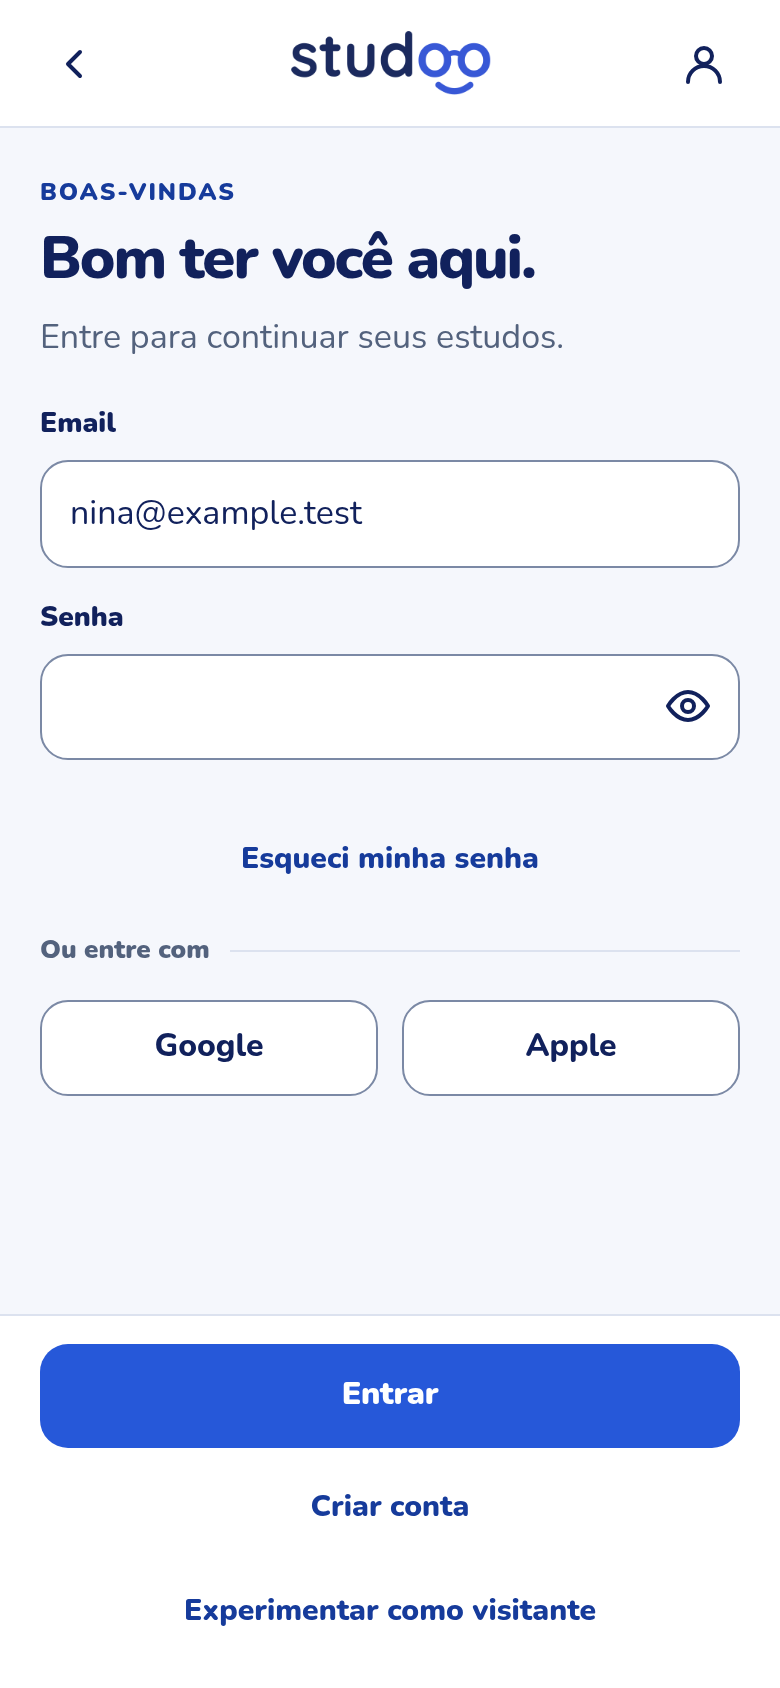 studoo
BOAS-VINDAS
Bom ter você aqui.
Entre para continuar seus estudos.
Email
nina@example.test
Senha
Esqueci minha senha
Ou entre com
Google
Apple
Entrar
Criar conta
Experimentar como visitante